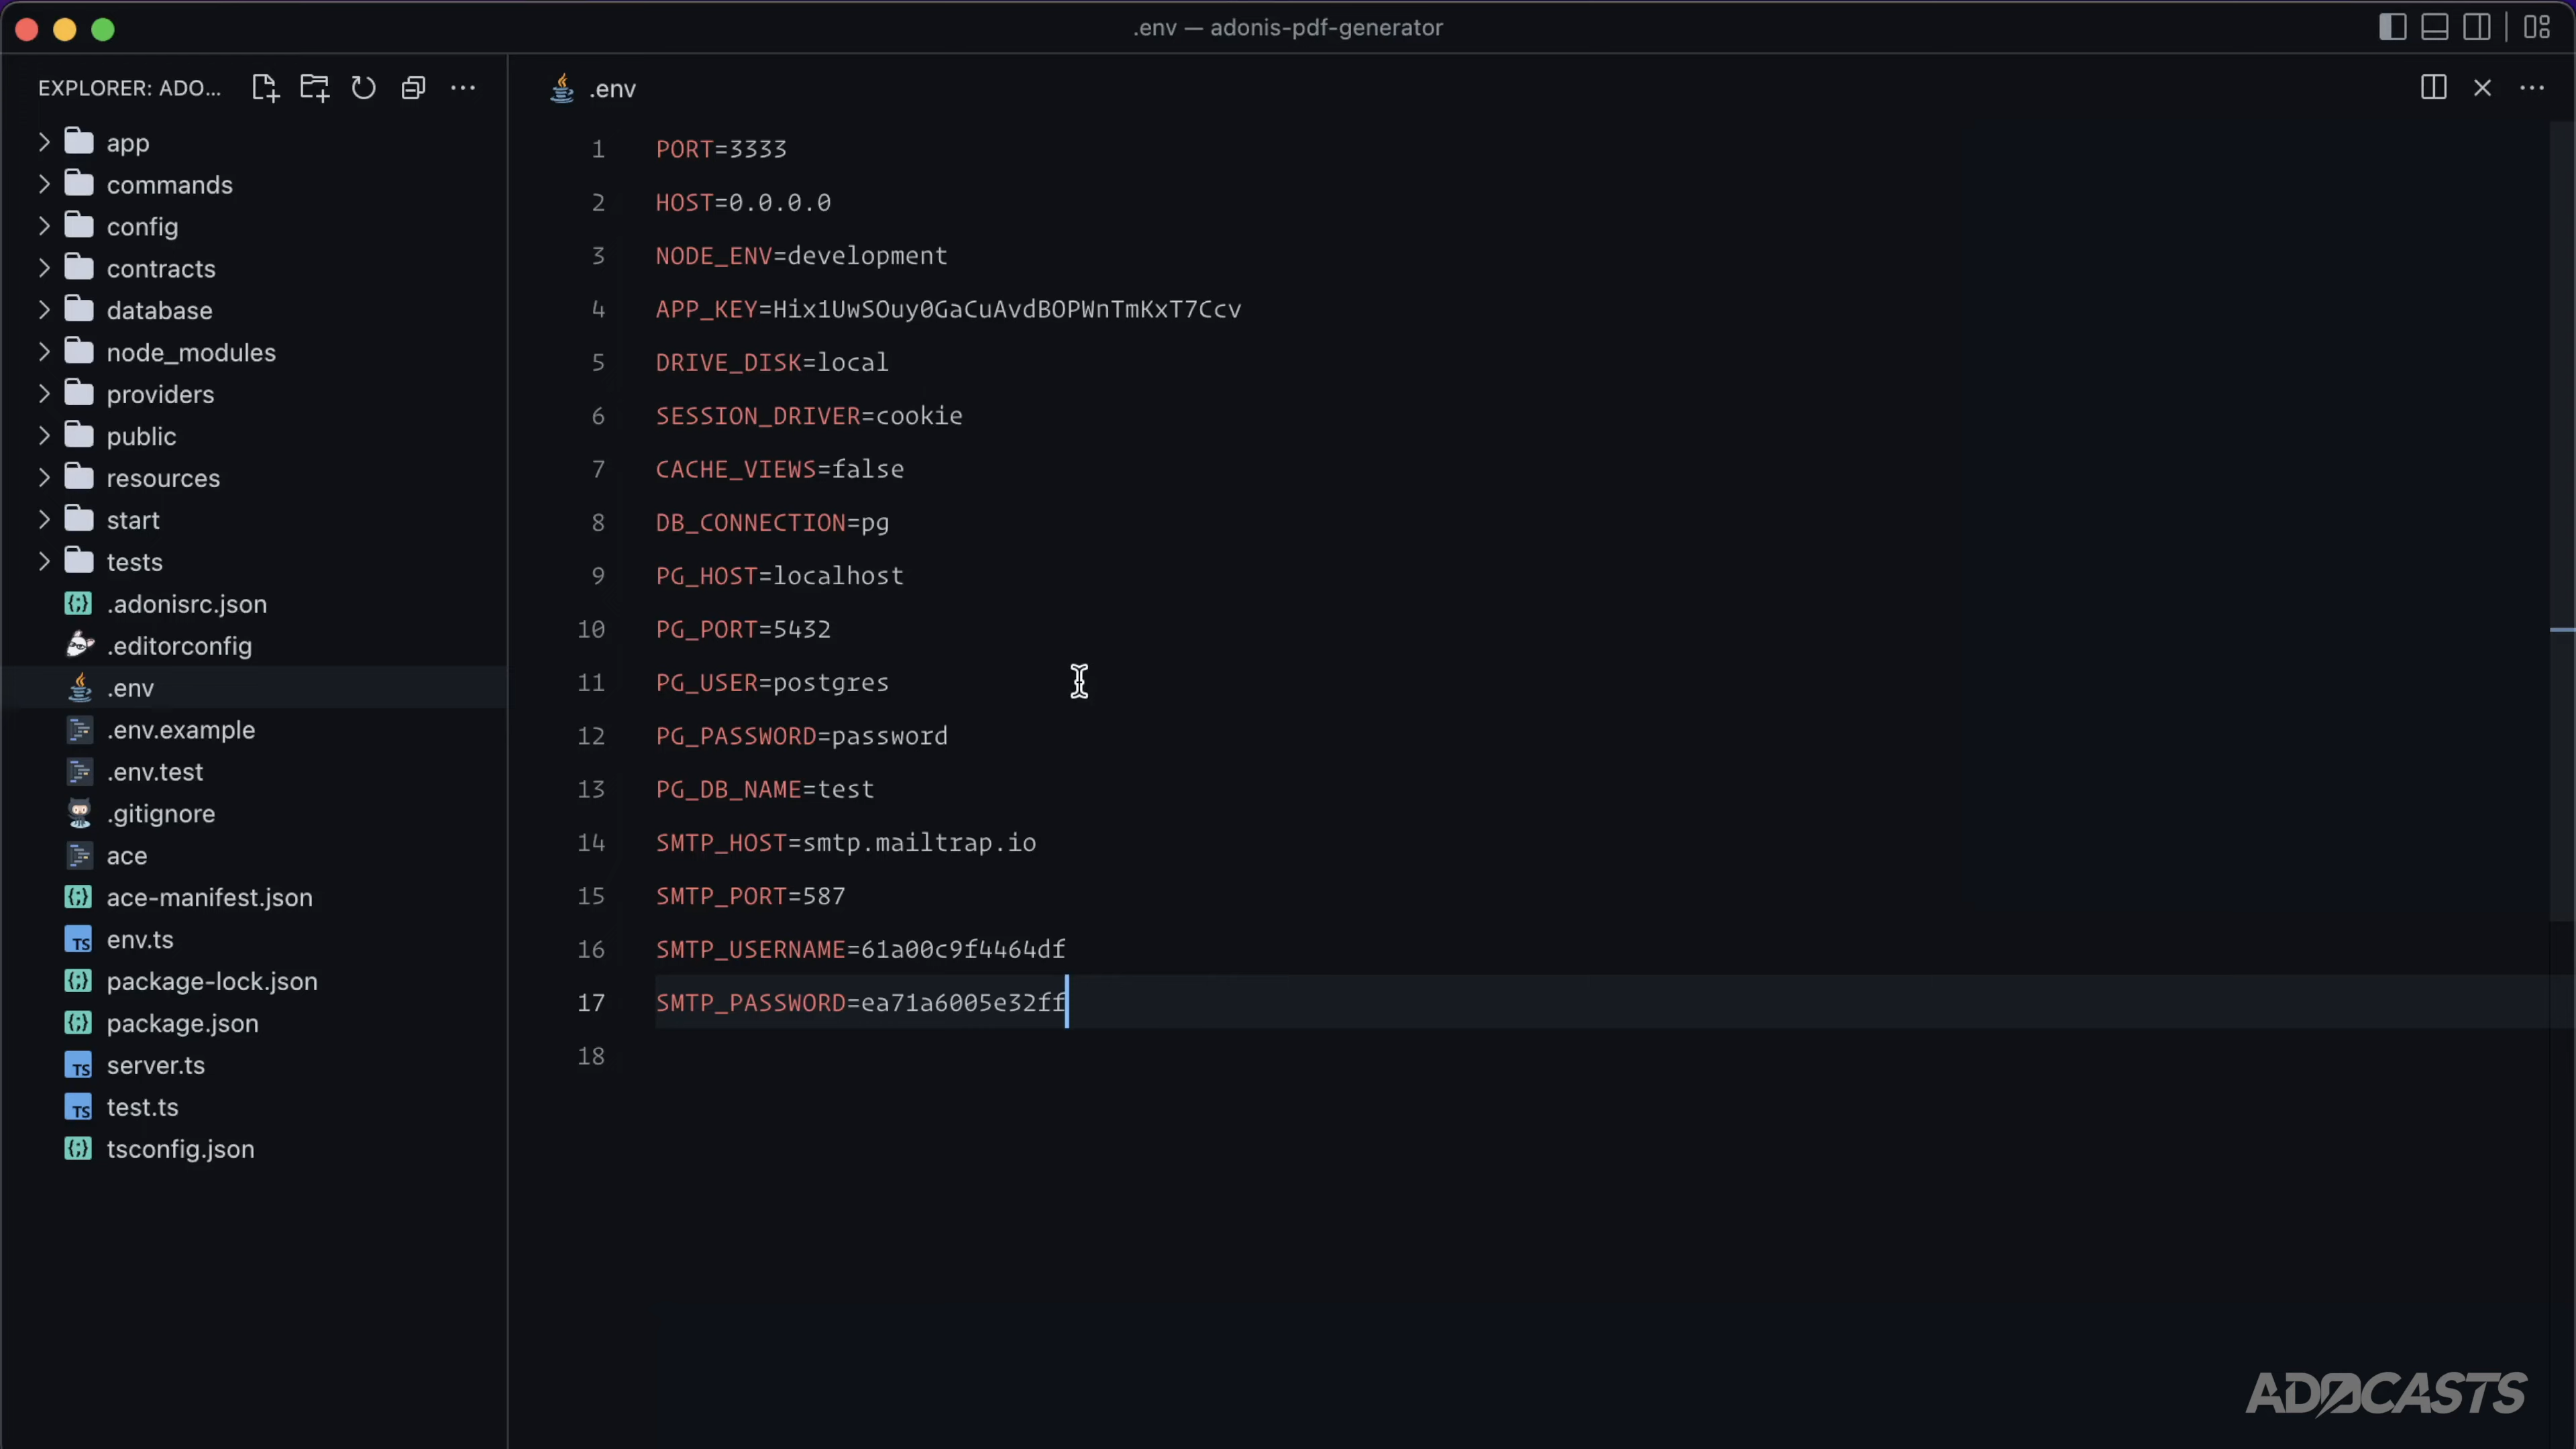 .env — adonis-pdf-generator
EXPLORER: ADO...
app
commands
config
contracts
database
node_modules
providers
public
resources
start
tests
.adonisrc.json
.editorconfig
.env
.env.example
.env.test
.gitignore
ace
ace-manifest.json
env.ts
package-lock.json
package.json
server.ts
test.ts
tsconfig.json
.env
1 PORT=3333
2 HOST=0.0.0.0
3 NODE_ENV=development
4 APP_KEY=Hix1UwSOuy0GaCuAvdBOPWnTmKxT7Ccv
5 DRIVE_DISK=local
6 SESSION_DRIVER=cookie
7 CACHE_VIEWS=false
8 DB_CONNECTION=pg
9 PG_HOST=localhost
10 PG_PORT=5432
11 PG_USER=postgres
12 PG_PASSWORD=password
13 PG_DB_NAME=test
14 SMTP_HOST=smtp.mailtrap.io
15 SMTP_PORT=587
16 SMTP_USERNAME=61a00c9f4464df
17 SMTP_PASSWORD=ea71a6005e32ff
18
ADOCASTS